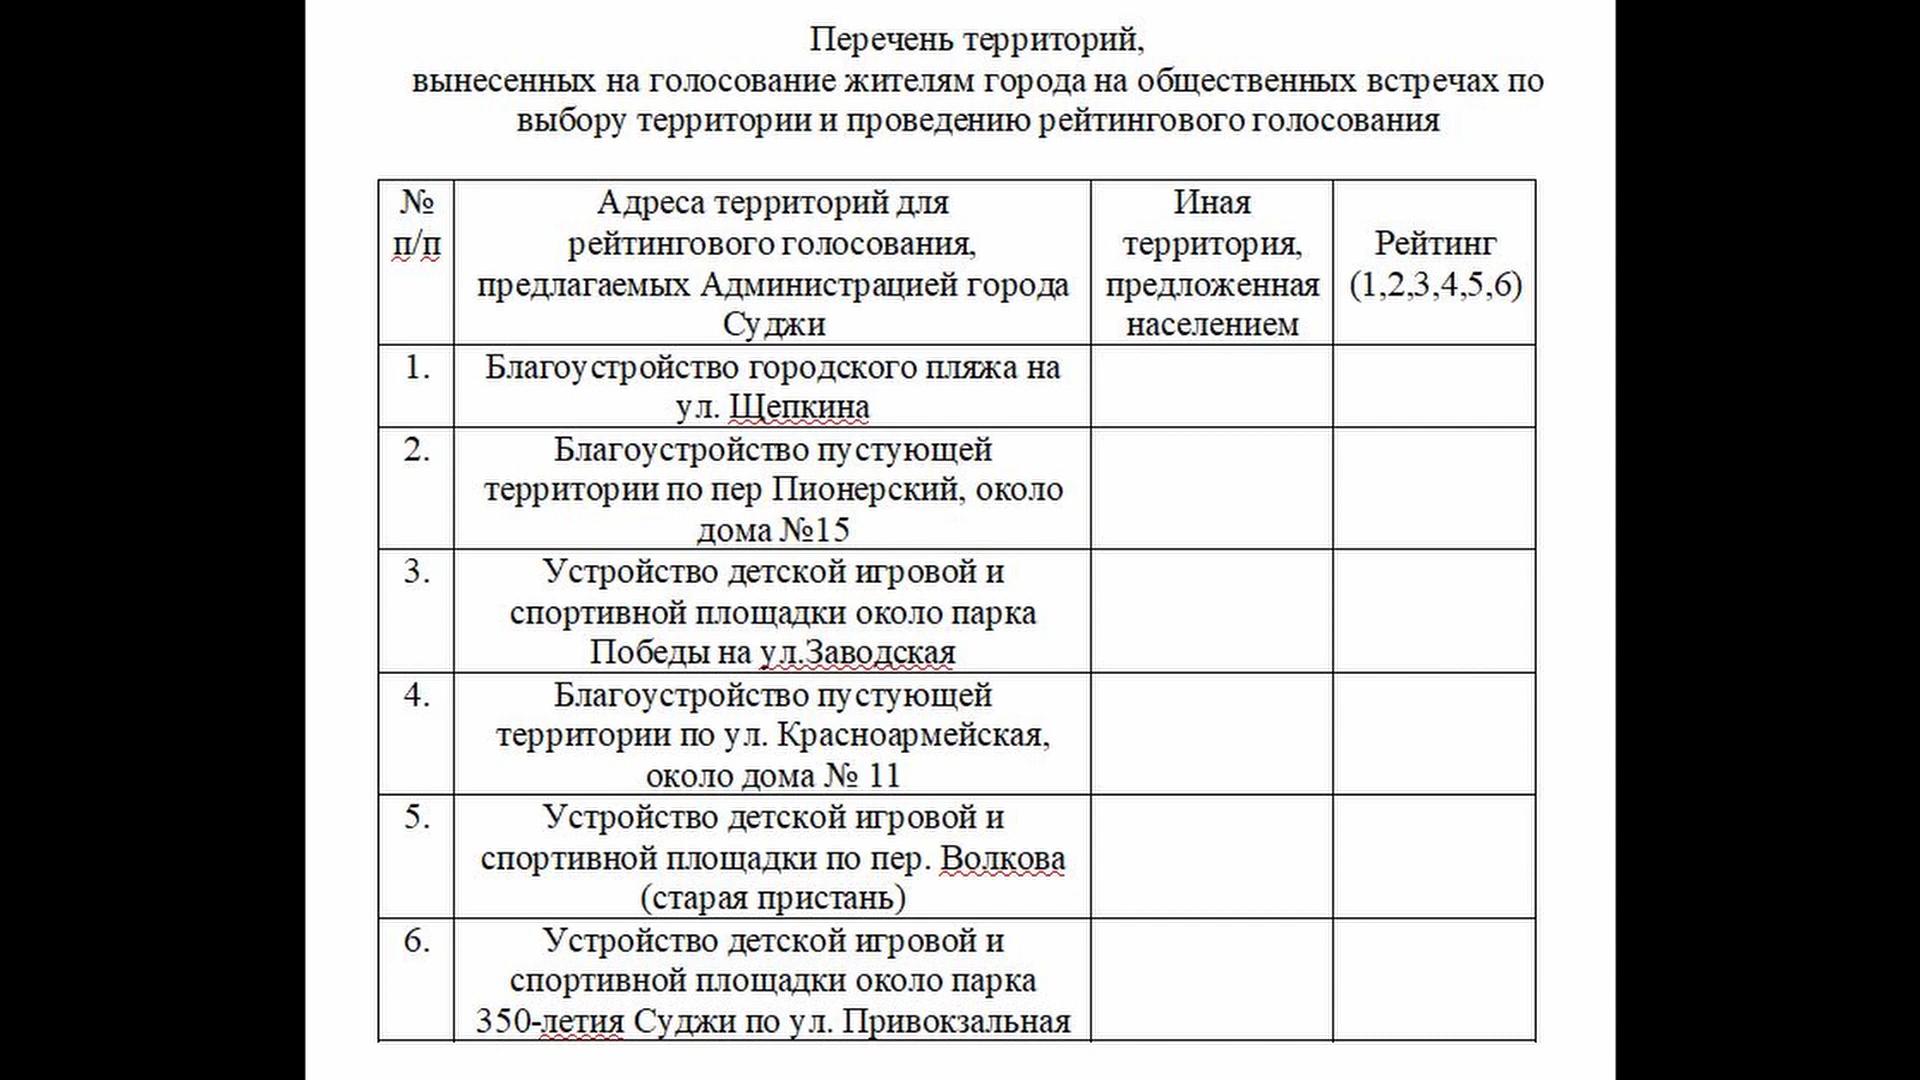 Перечень территорий,
вынесенных на голосование жителям города на общественных встречах по
выбору территории и проведению рейтингового голосования
№
п/п
Адреса территорий для
рейтингового голосования,
предлагаемых Администрацией города
Суджи
Иная
территория,
предложенная
населением
Рейтинг
(1,2,3,4,5,6)
1.
Благоустройство городского пляжа на
ул. Щепкина
2.
Благоустройство пустующей
территории по пер Пионерский, около
дома №15
3.
Устройство детской игровой и
спортивной площадки около парка
Победы на ул.Заводская
4.
Благоустройство пустующей
территории по ул. Красноармейская,
около дома № 11
5.
Устройство детской игровой и
спортивной площадки по пер. Волкова
(старая пристань)
6.
Устройство детской игровой и
спортивной площадки около парка
350-летия Суджи по ул. Привокзальная